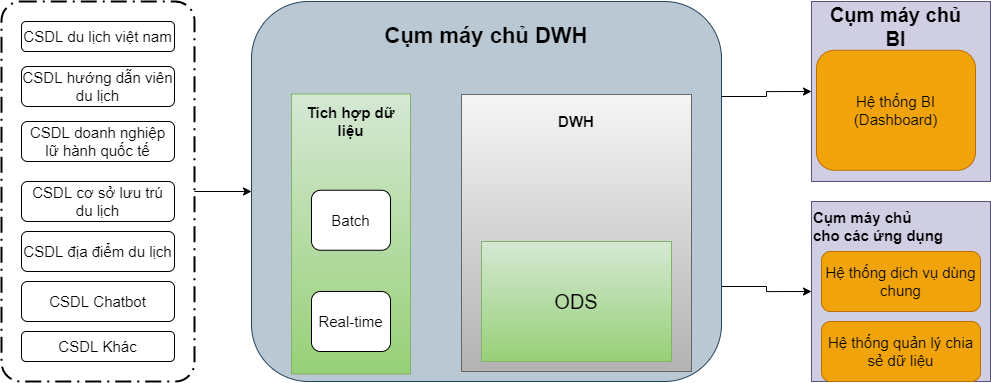 CSDL du lịch việt nam
CSDL hướng dẫn viên
du lịch
CSDL doanh nghiệp
lữ hành quốc tế
CSDL cơ sở lưu trú
du lịch
CSDL địa điểm du lịch
CSDL Chatbot
CSDL Khác
Cụm máy chủ DWH
Tích hợp dữ
liệu
Batch
Real-time
DWH
ODS
Cụm máy chủ
BI
Hệ thống BI
(Dashboard)
Cụm máy chủ
cho các ứng dụng
Hệ thống dịch vụ dùng
chung
Hệ thống quản lý chia
sẻ dữ liệu